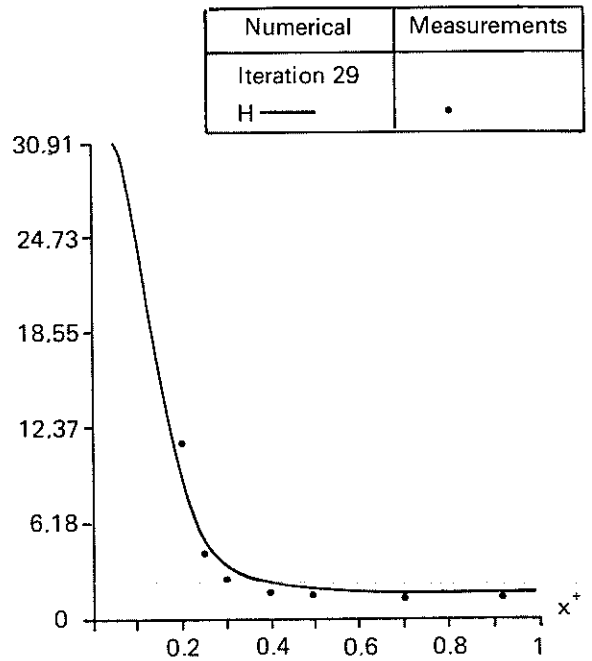 Numerical Measurements
Iteration 29
H
30.91
24.73
18.55
12.37
6.18
0
0.2 0.4 0.6 0.8 1
x+